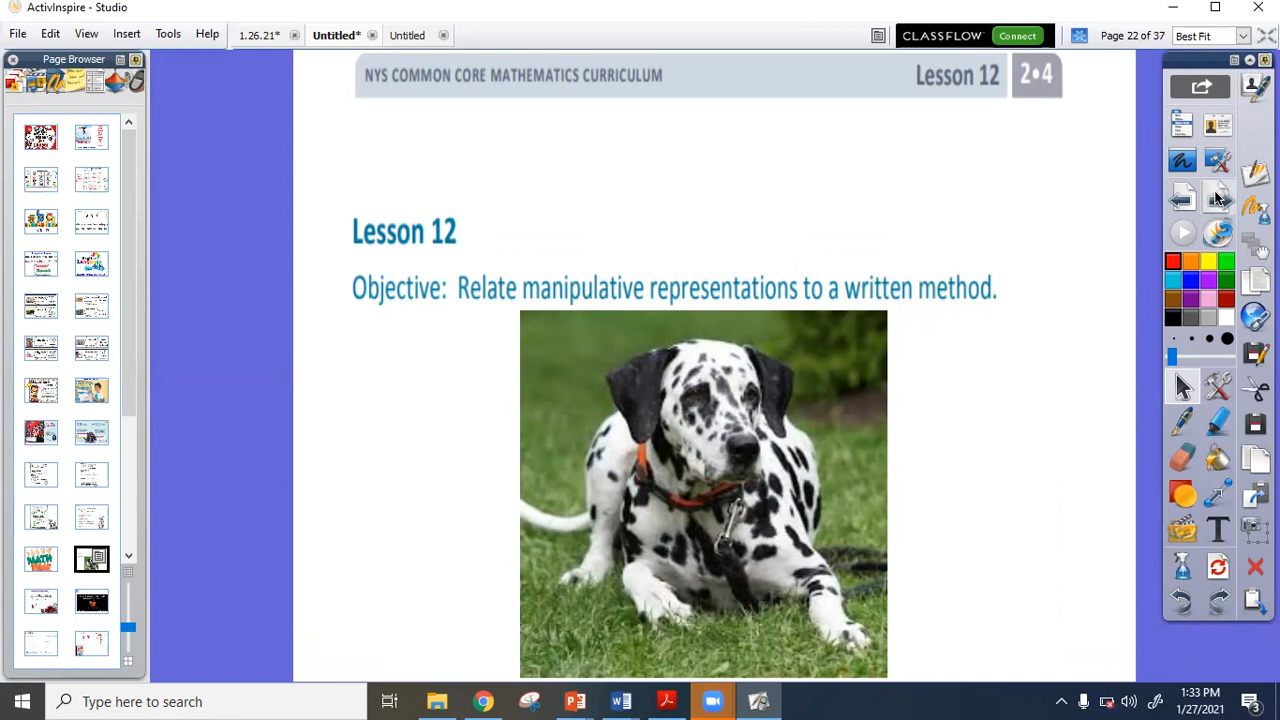 ActivInspire - Studio
File Edit View Insert Tools Help
1.26.21* Untitled* Untitled
CLASSFLOW Connect
Page 22 of 37 Best Fit
Page Browser
NYS COMMON CORE MATHEMATICS CURRICULUM Lesson 12 2•4
Lesson 12
Objective: Relate manipulative representations to a written method.
Type here to search
1:33 PM
1/27/2021
3